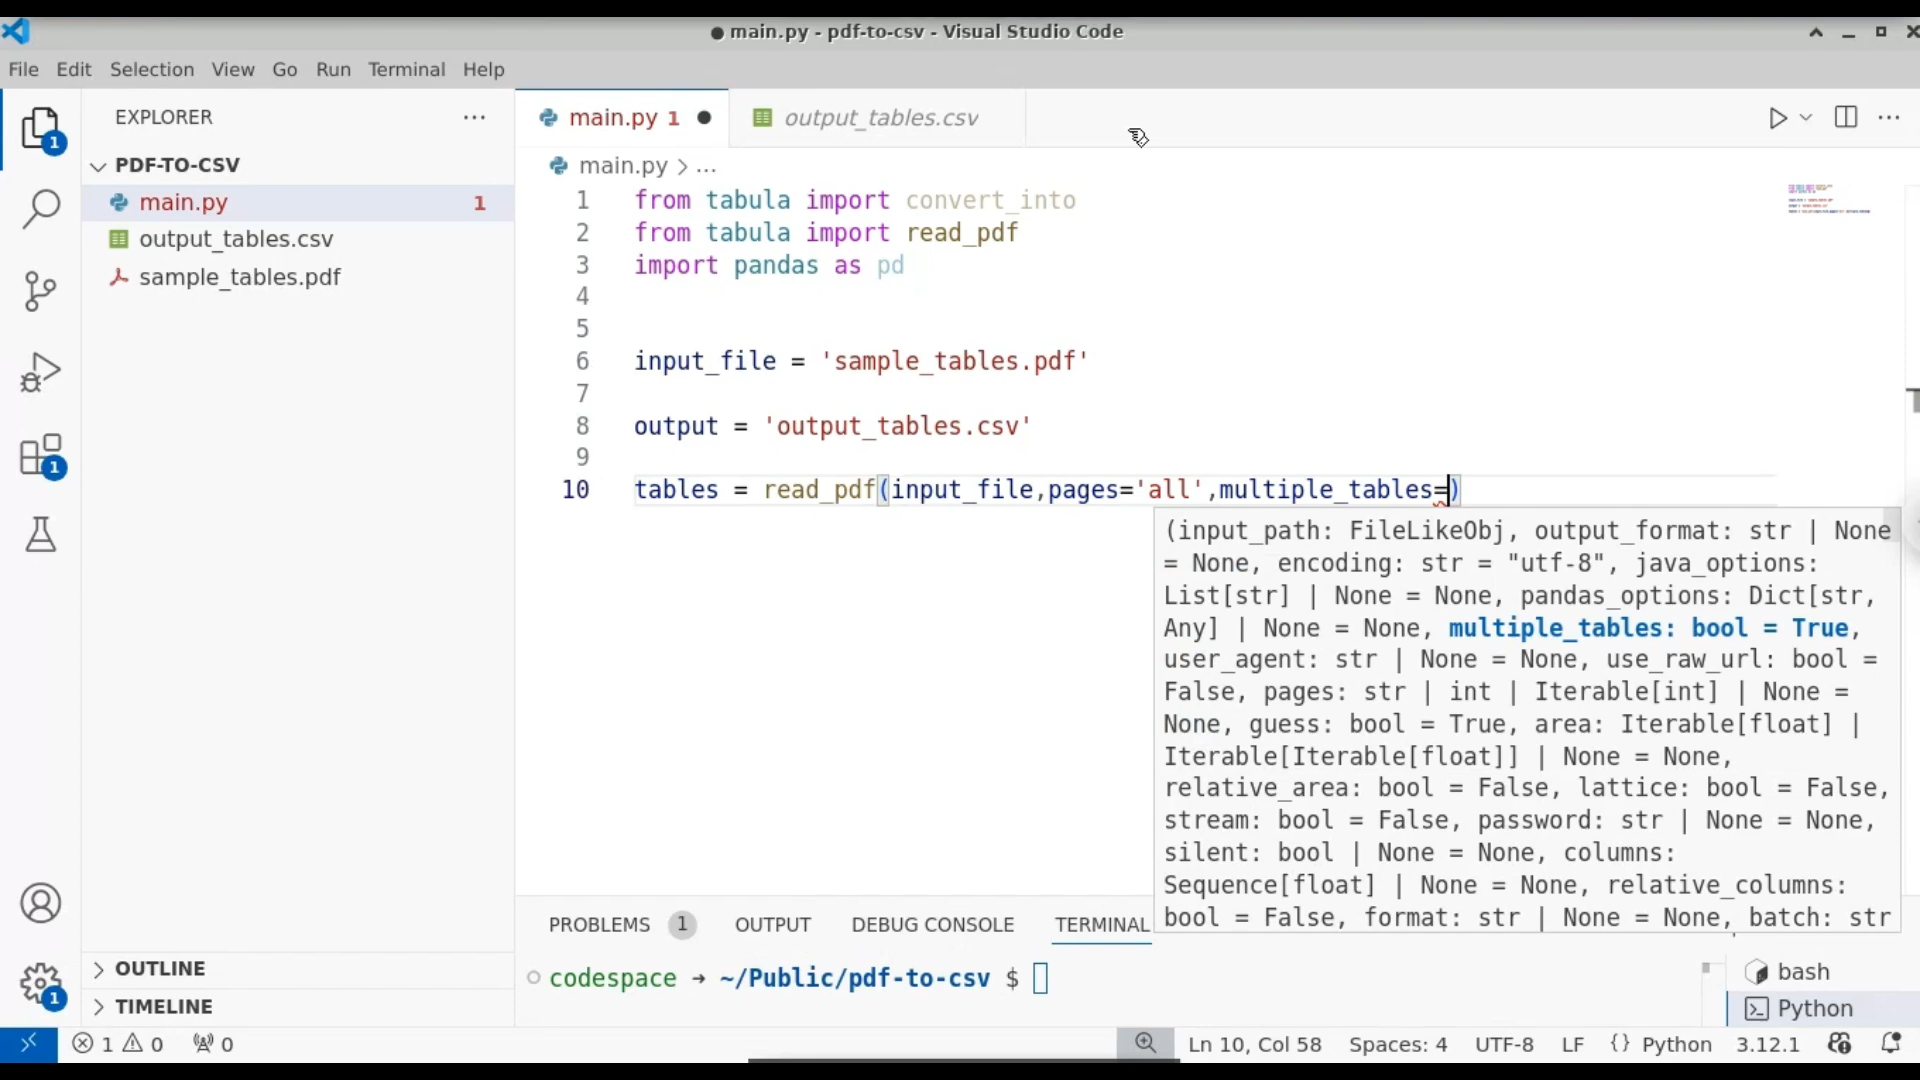 main.py - pdf-to-csv - Visual Studio Code
File Edit Selection View Go Run Terminal Help
EXPLORER
PDF-TO-CSV
main.py 1
output_tables.csv
sample_tables.pdf
OUTLINE
TIMELINE
1
1
1
main.py 1 output_tables.csv
main.py > ...
1 from tabula import convert_into
2 from tabula import read_pdf
3 import pandas as pd
4
5
6 input_file = 'sample_tables.pdf'
7
8 output = 'output_tables.csv'
9
10 tables = read_pdf(input_file,pages='all',multiple_tables=)
(input_path: FileLikeObj, output_format: str | None
= None, encoding: str = "utf-8", java_options:
List[str] | None = None, pandas_options: Dict[str,
Any] | None = None, multiple_tables: bool = True,
user_agent: str | None = None, use_raw_url: bool =
False, pages: str | int | Iterable[int] | None =
None, guess: bool = True, area: Iterable[float] |
Iterable[Iterable[float]] | None = None,
relative_area: bool = False, lattice: bool = False,
stream: bool = False, password: str | None = None,
silent: bool | None = None, columns:
Sequence[float] | None = None, relative_columns:
bool = False, format: str | None = None, batch: str
PROBLEMS 1 OUTPUT DEBUG CONSOLE TERMINAL
codespace → ~/Public/pdf-to-csv $
bash
Python
1 0 0 Ln 10, Col 58 Spaces: 4 UTF-8 LF {} Python 3.12.1